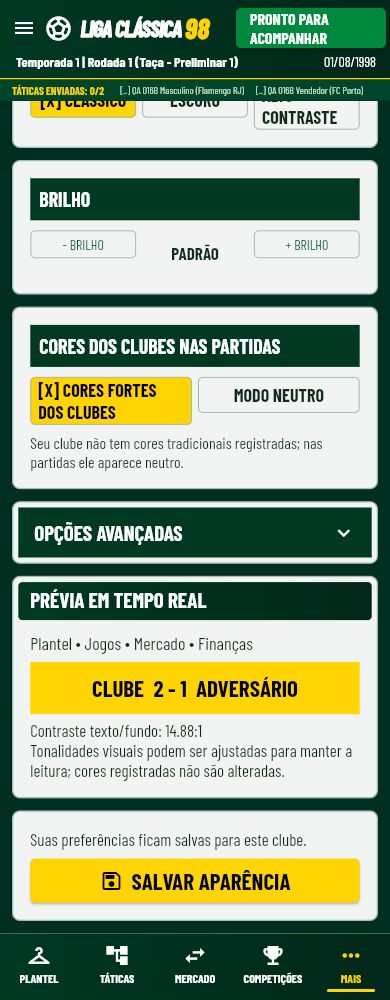 PRONTO PARA
ACOMPANHAR
LIGA CLÁSSICA 98
Temporada 1 | Rodada 1 (Taça - Preliminar 1)
01/08/1998
TÁTICAS ENVIADAS: 0/2
[...] QA 016B Masculino (Flamengo RJ)
[...] QA 016B Vendedor (FC Porto)
[X] CLÁSSICO
ESCURO
CONTRASTE
BRILHO
- BRILHO
PADRÃO
+ BRILHO
CORES DOS CLUBES NAS PARTIDAS
[X] CORES FORTES
DOS CLUBES
MODO NEUTRO
Seu clube não tem cores tradicionais registradas; nas
partidas ele aparece neutro.
OPÇÕES AVANÇADAS
PRÉVIA EM TEMPO REAL
Plantel • Jogos • Mercado • Finanças
CLUBE 2 - 1 ADVERSÁRIO
Contraste texto/fundo: 14.88:1
Tonalidades visuais podem ser ajustadas para manter a
leitura; cores registradas não são alteradas.
Suas preferências ficam salvas para este clube.
SALVAR APARÊNCIA
PLANTEL
TÁTICAS
MERCADO
COMPETIÇÕES
MAIS